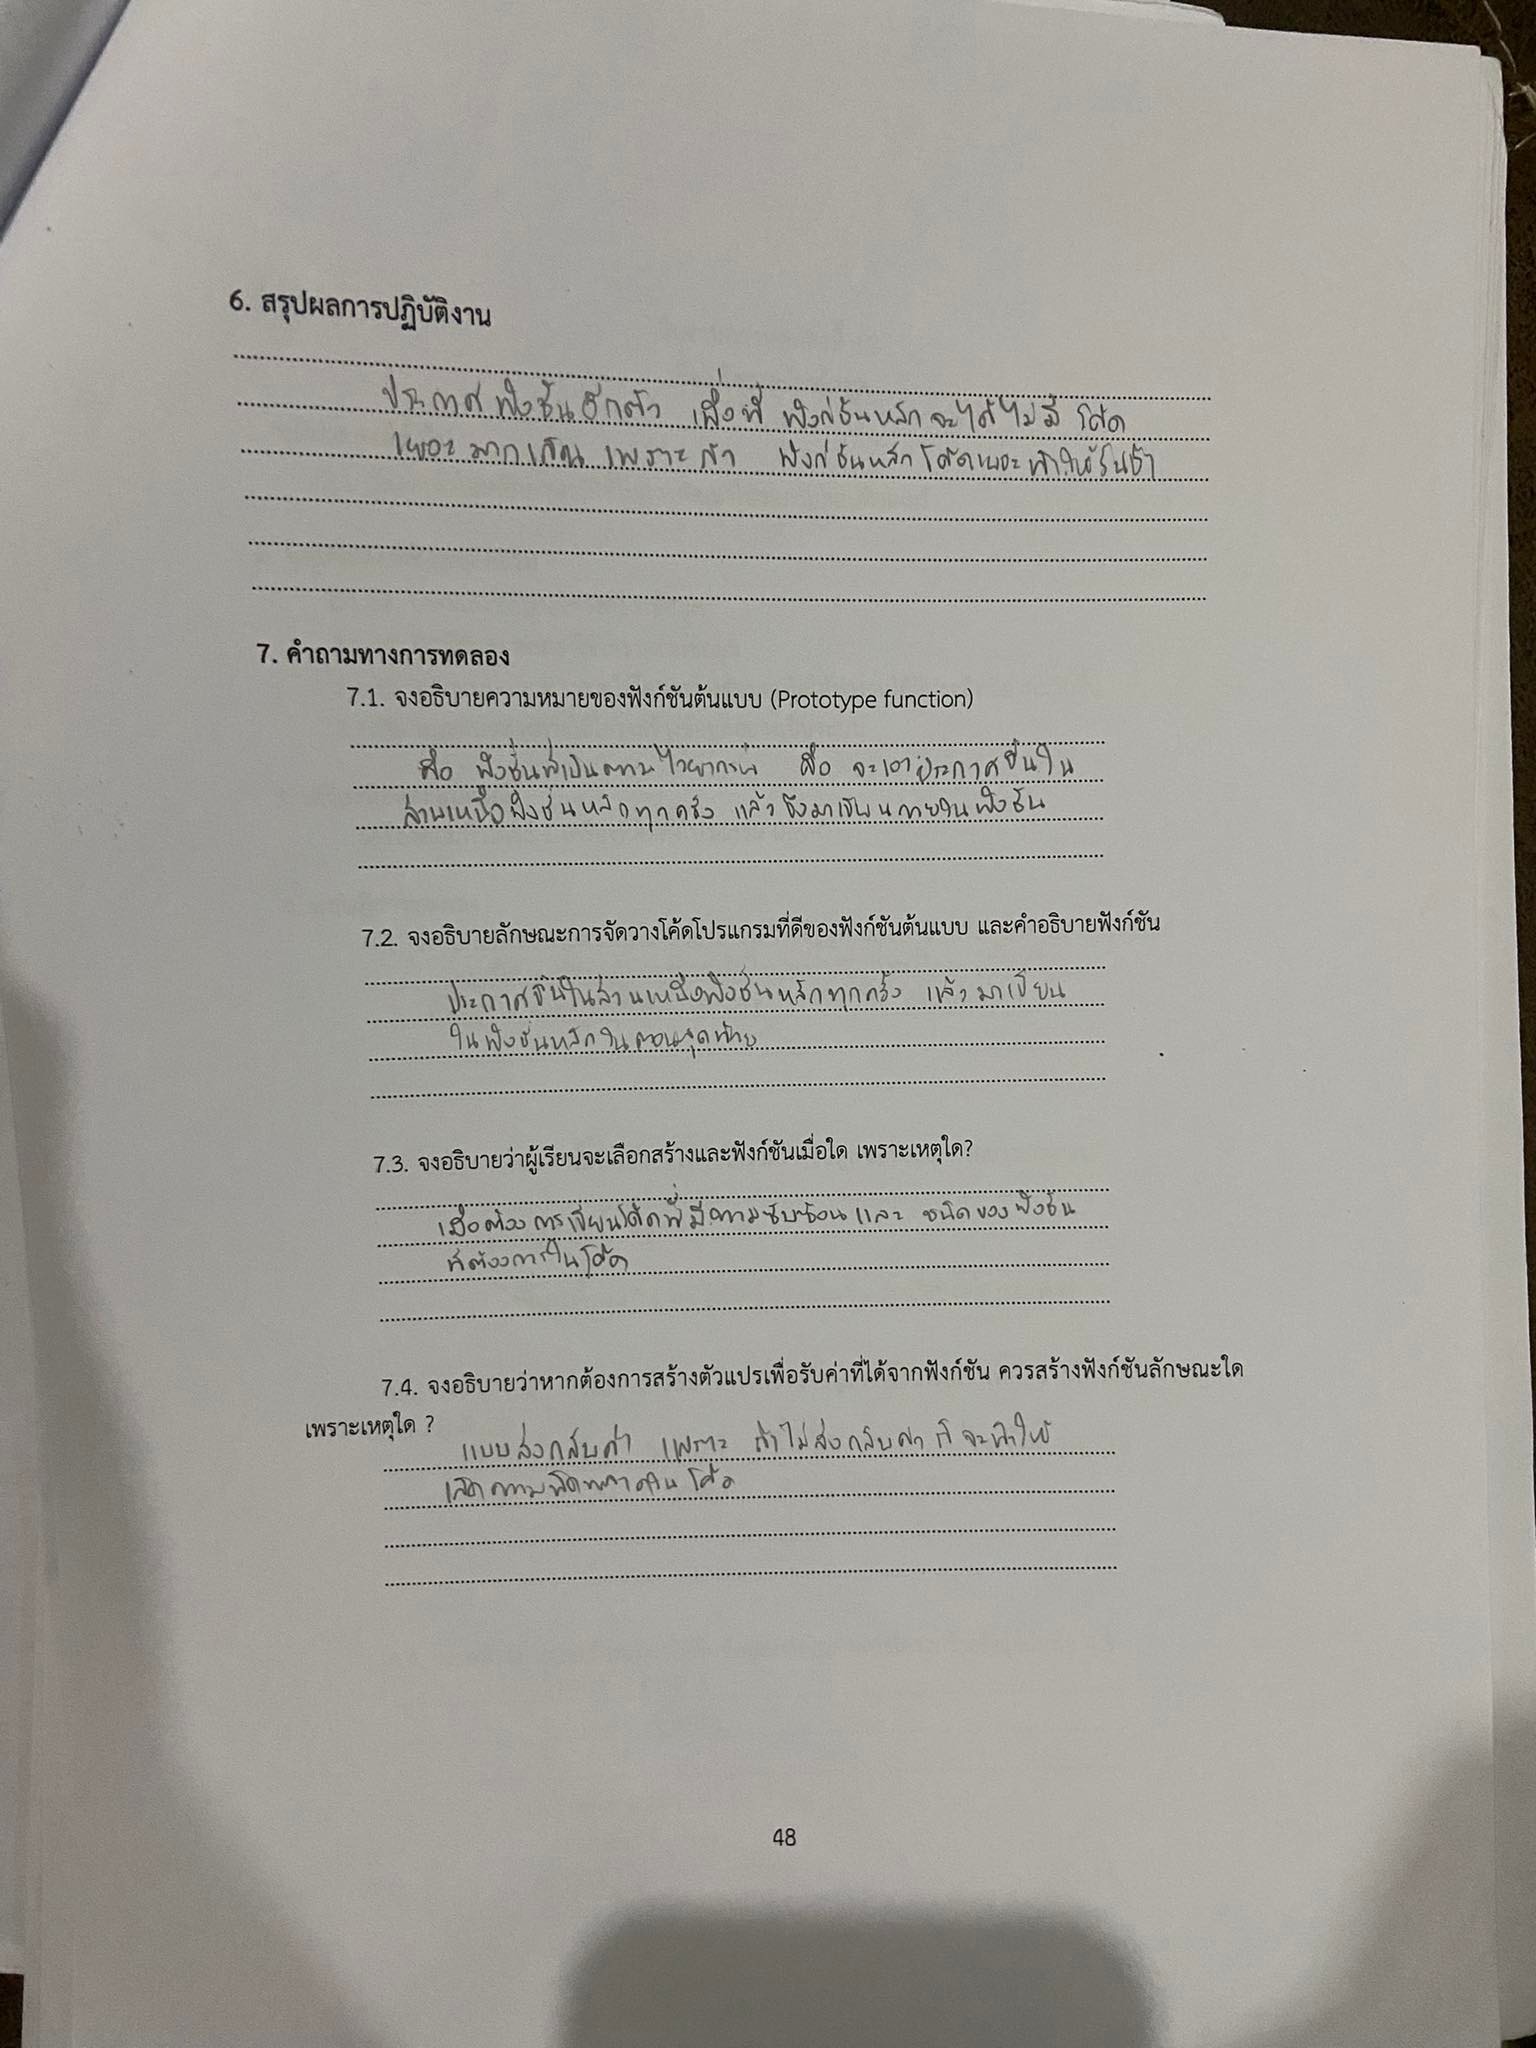 6. สรุปผลการปฏิบัติงาน
ประกาศฟังชั่นอีกตัว เพื่อที่ ฟังก์ชันหลักจะได้ไม่มี โค้ด
เยอะมากเกิน เพราะถ้า ฟังก์ชันหลักโค้ดเยอะทำให้รันช้า
7. คำถามทางการทดลอง
7.1. จงอธิบายความหมายของฟังก์ชันต้นแบบ (Prototype function)
คือ ฟังชั่นที่เป็นตามไวยากรณ์ คือ จะเอาประกาศขึ้นใน
ส่วนเหนือฟังชั่นหลักทุกครั้ง แล้วจึงมาเขียนภายในฟังชัน
7.2. จงอธิบายลักษณะการจัดวางโค้ดโปรแกรมที่ดีของฟังก์ชันต้นแบบ และคำอธิบายฟังก์ชัน
ประกาศขึ้นในส่วนเหนือฟังชันหลักทุกครั้ง แล้วมาเขียน
ในฟังชั่นหลักในตอนสุดท้าย
7.3. จงอธิบายว่าผู้เรียนจะเลือกสร้างและฟังก์ชันเมื่อใด เพราะเหตุใด?
เมื่อต้องการเขียนโค้ดที่มีความซับซ้อนและ ชนิดของฟังชัน
ที่ต้องการในโค้ด
7.4. จงอธิบายว่าหากต้องการสร้างตัวแปรเพื่อรับค่าที่ได้จากฟังก์ชัน ควรสร้างฟังก์ชันลักษณะใด
เพราะเหตุใด ?
แบบส่งกลับค่า เพราะ ถ้าไม่ส่งกลับค่า ก็จะทำให้
เกิดความผิดพลาดใน โค้ด
48